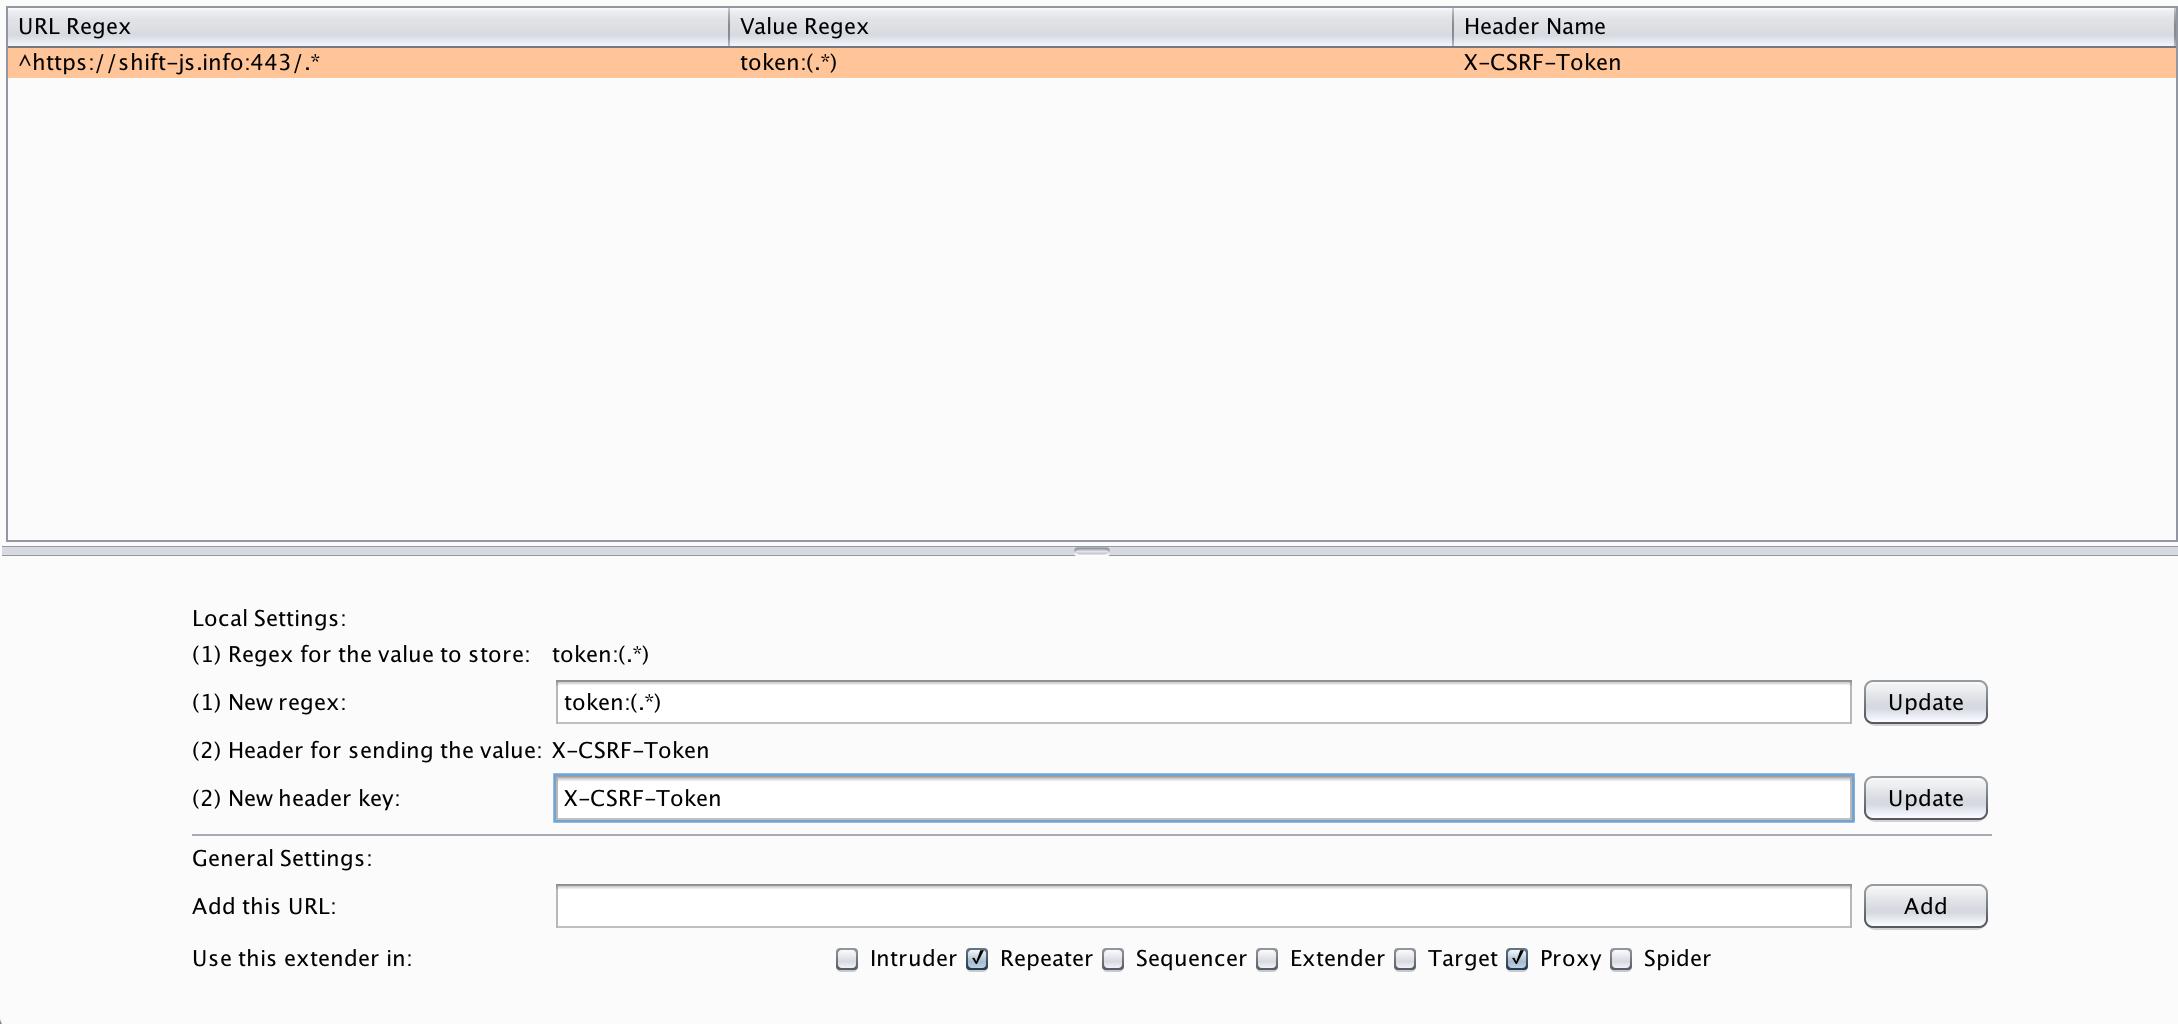 URL Regex Value Regex Header Name
^https://shift-js.info:443/.* token:(.*) X-CSRF-Token
Local Settings:
(1) Regex for the value to store: token:(.*)
(1) New regex: token:(.*) Update
(2) Header for sending the value: X-CSRF-Token
(2) New header key: X-CSRF-Token Update
General Settings:
Add this URL: Add
Use this extender in: Intruder Repeater Sequencer Extender Target Proxy Spider